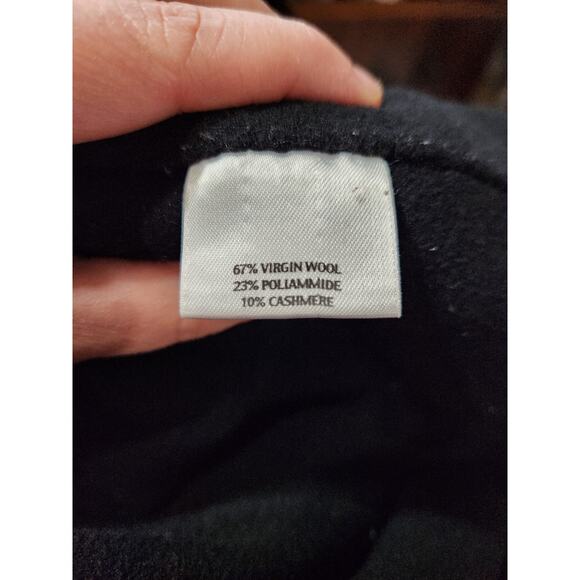 67% VIRGIN WOOL
23% POLIAMMIDE
10% CASHMERE